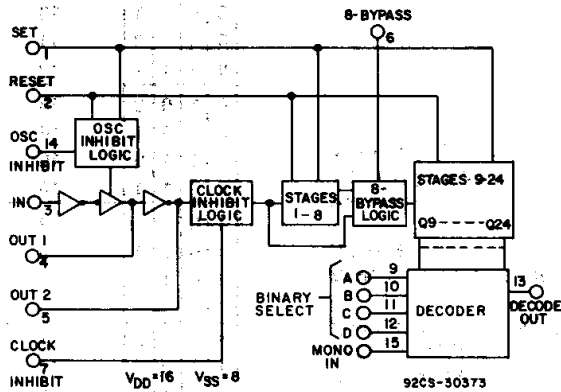 8-BYPASS
6
SET
1
RESET
2
OSC
INHIBIT
14
OSC
INHIBIT
LOGIC
IN
3
CLOCK
INHIBIT
LOGIC
STAGES
1-8
8-
BYPASS
LOGIC
STAGES 9-24
Q9-----Q24
OUT 1
4
OUT 2
5
CLOCK
INHIBIT
7
VDD=16 VSS=8
BINARY
SELECT
A 9
B 10
C 11
D 12
MONO
IN
15
DECODER
13
DECODE
OUT
92CS-30373